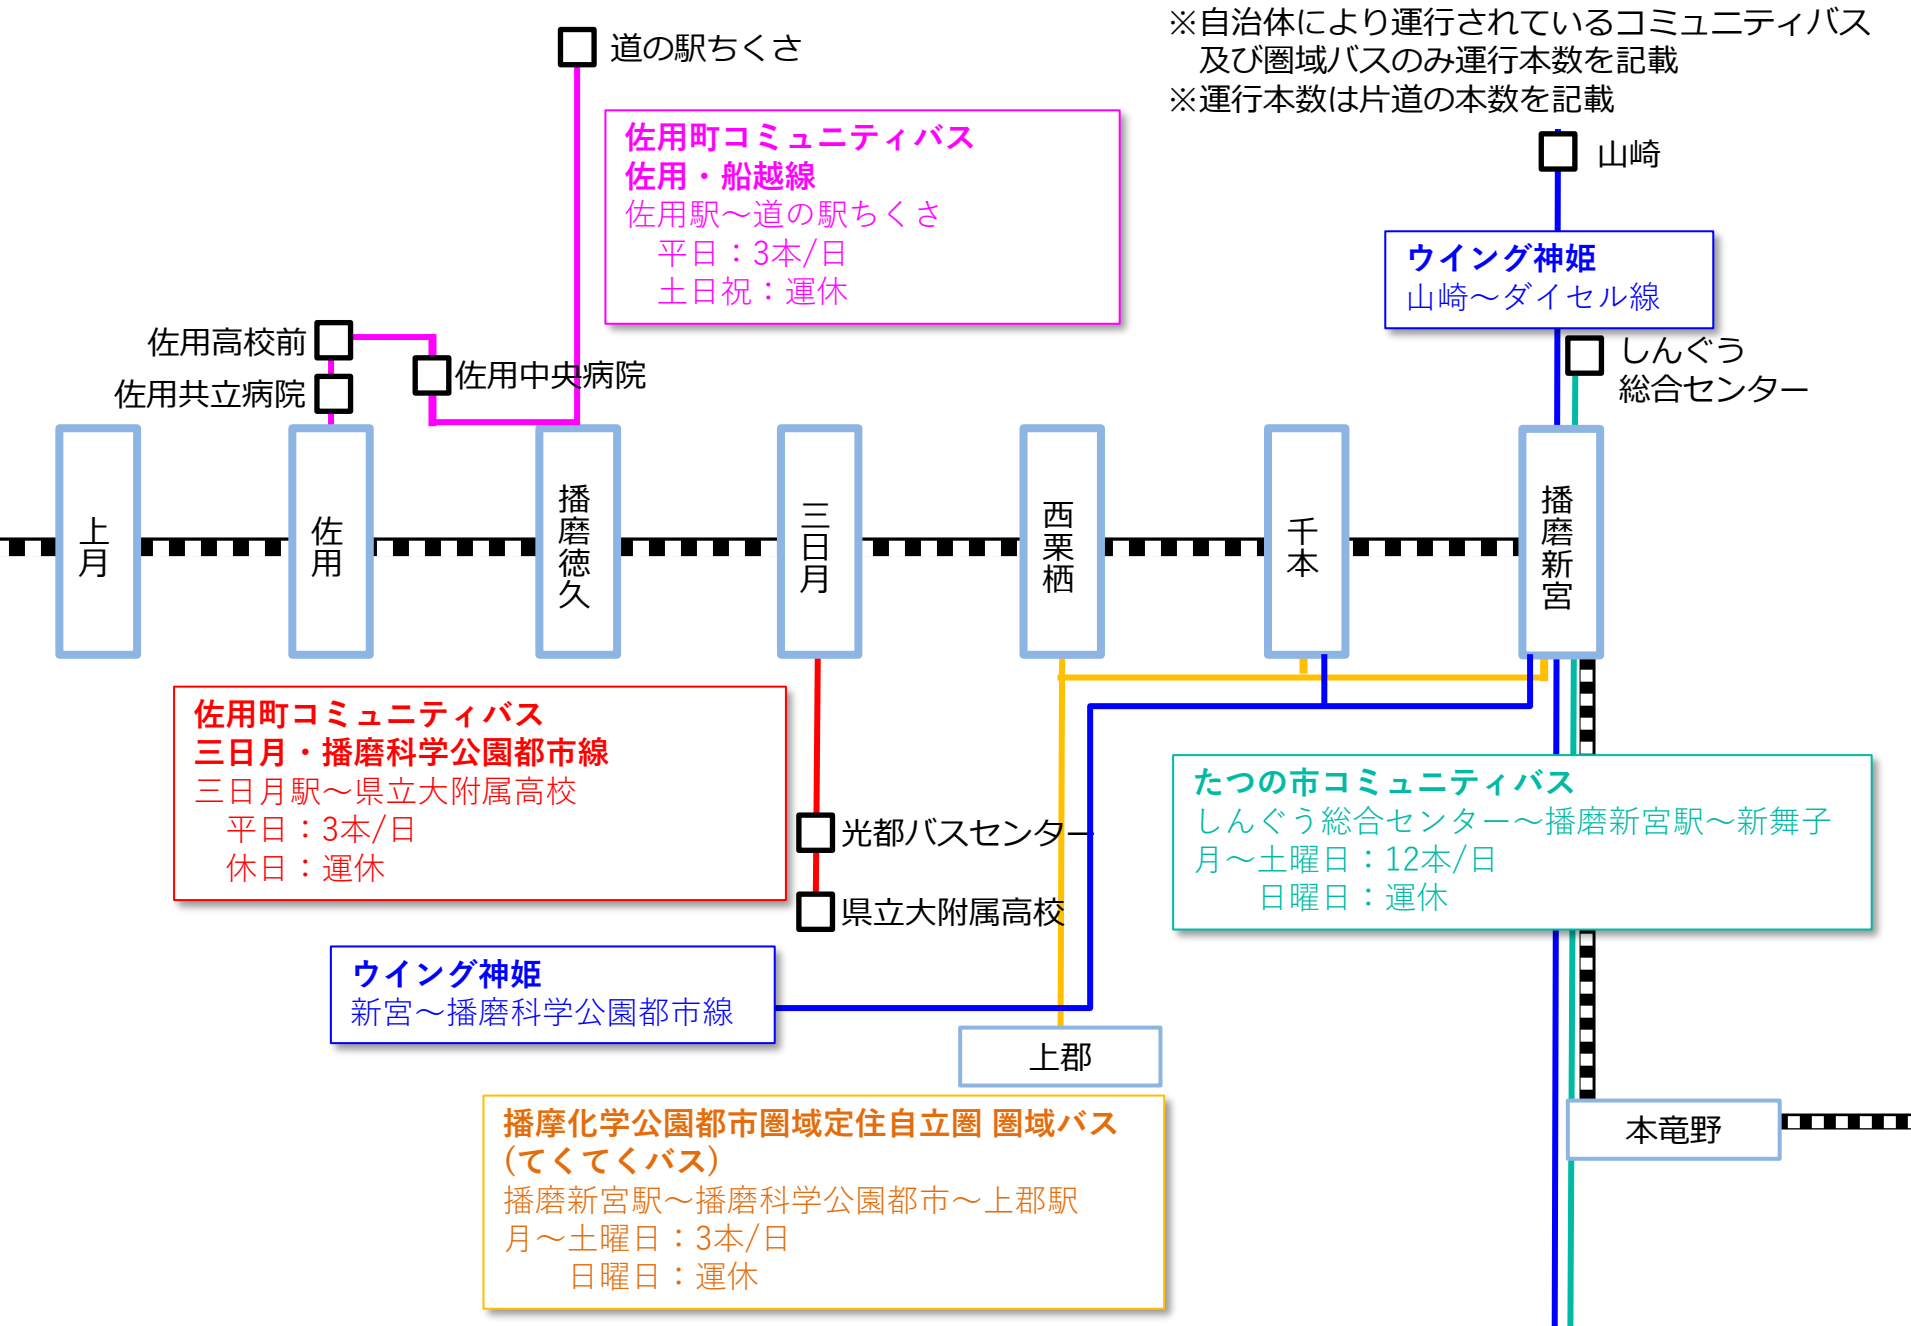 ※自治体により運行されているコミュニティバス
及び圏域バスのみ運行本数を記載
※運行本数は片道の本数を記載
道の駅ちくさ
佐用町コミュニティバス
佐用・船越線
佐用駅～道の駅ちくさ
平日：3本/日
土日祝：運休
山崎
ウイング神姫
山崎～ダイセル線
佐用高校前
佐用共立病院
佐用中央病院
しんぐう
総合センター
上月
佐用
播磨徳久
三日月
西栗栖
千本
播磨新宮
佐用町コミュニティバス
三日月・播磨科学公園都市線
三日月駅～県立大附属高校
平日：3本/日
休日：運休
光都バスセンター
県立大附属高校
たつの市コミュニティバス
しんぐう総合センター～播磨新宮駅～新舞子
月～土曜日：12本/日
日曜日：運休
ウイング神姫
新宮～播磨科学公園都市線
上郡
本竜野
播摩化学公園都市圏域定住自立圏 圏域バス
(てくてくバス)
播磨新宮駅～播磨科学公園都市～上郡駅
月～土曜日：3本/日
日曜日：運休